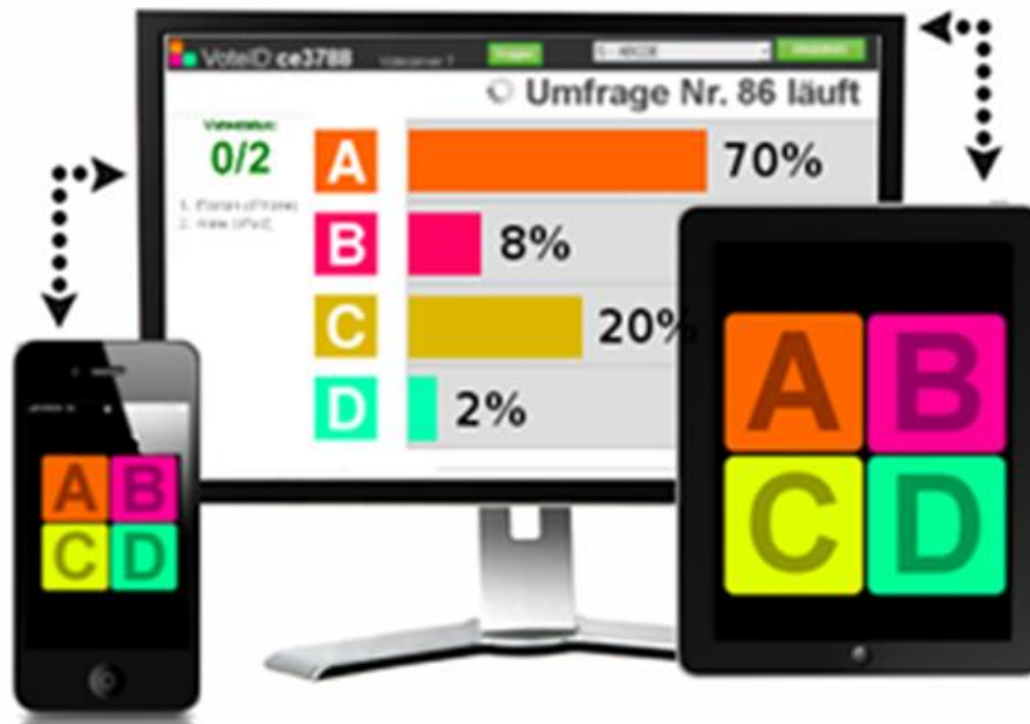 VoteID ce3788
Umfrage Nr. 86 läuft
0/2
A 70%
B 8%
C 20%
D 2%
A B
C D
A B
C D